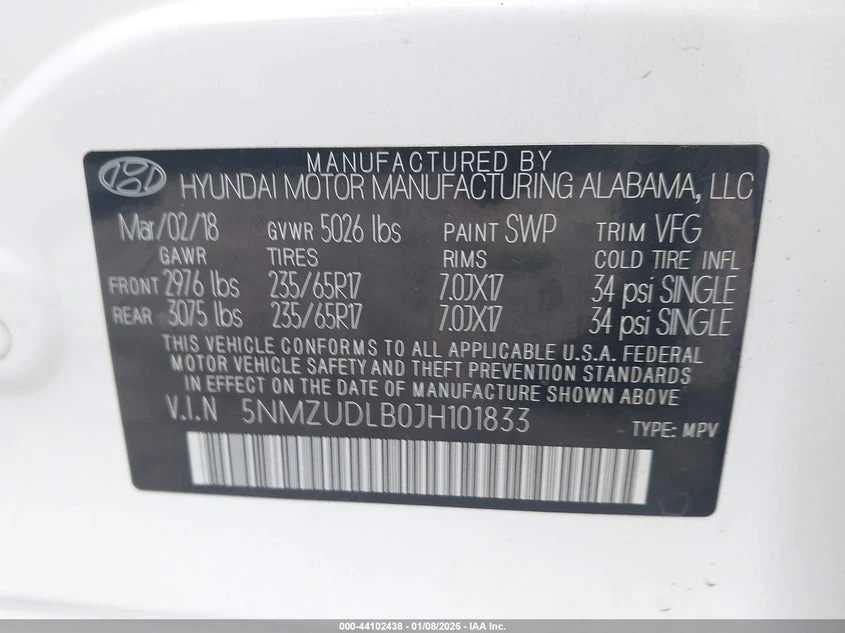 MANUFACTURED BY
HYUNDAI MOTOR MANUFACTURING ALABAMA, LLC
Mar/02/18 GVWR 5026 lbs PAINT SWP TRIM VFG
GAWR TIRES RIMS COLD TIRE INFL
FRONT 2976 lbs 235/65R17 7.0JX17 34 psi SINGLE
REAR 3075 lbs 235/65R17 7.0JX17 34 psi SINGLE
THIS VEHICLE CONFORMS TO ALL APPLICABLE U.S.A. FEDERAL
MOTOR VEHICLE SAFETY AND THEFT PREVENTION STANDARDS
IN EFFECT ON THE DATE OF MANUFACTURE SHOWN ABOVE
V.I.N 5NMZUDLB0JH101833 TYPE: MPV
000-44102438 - 01/08/2026 - IAA Inc.